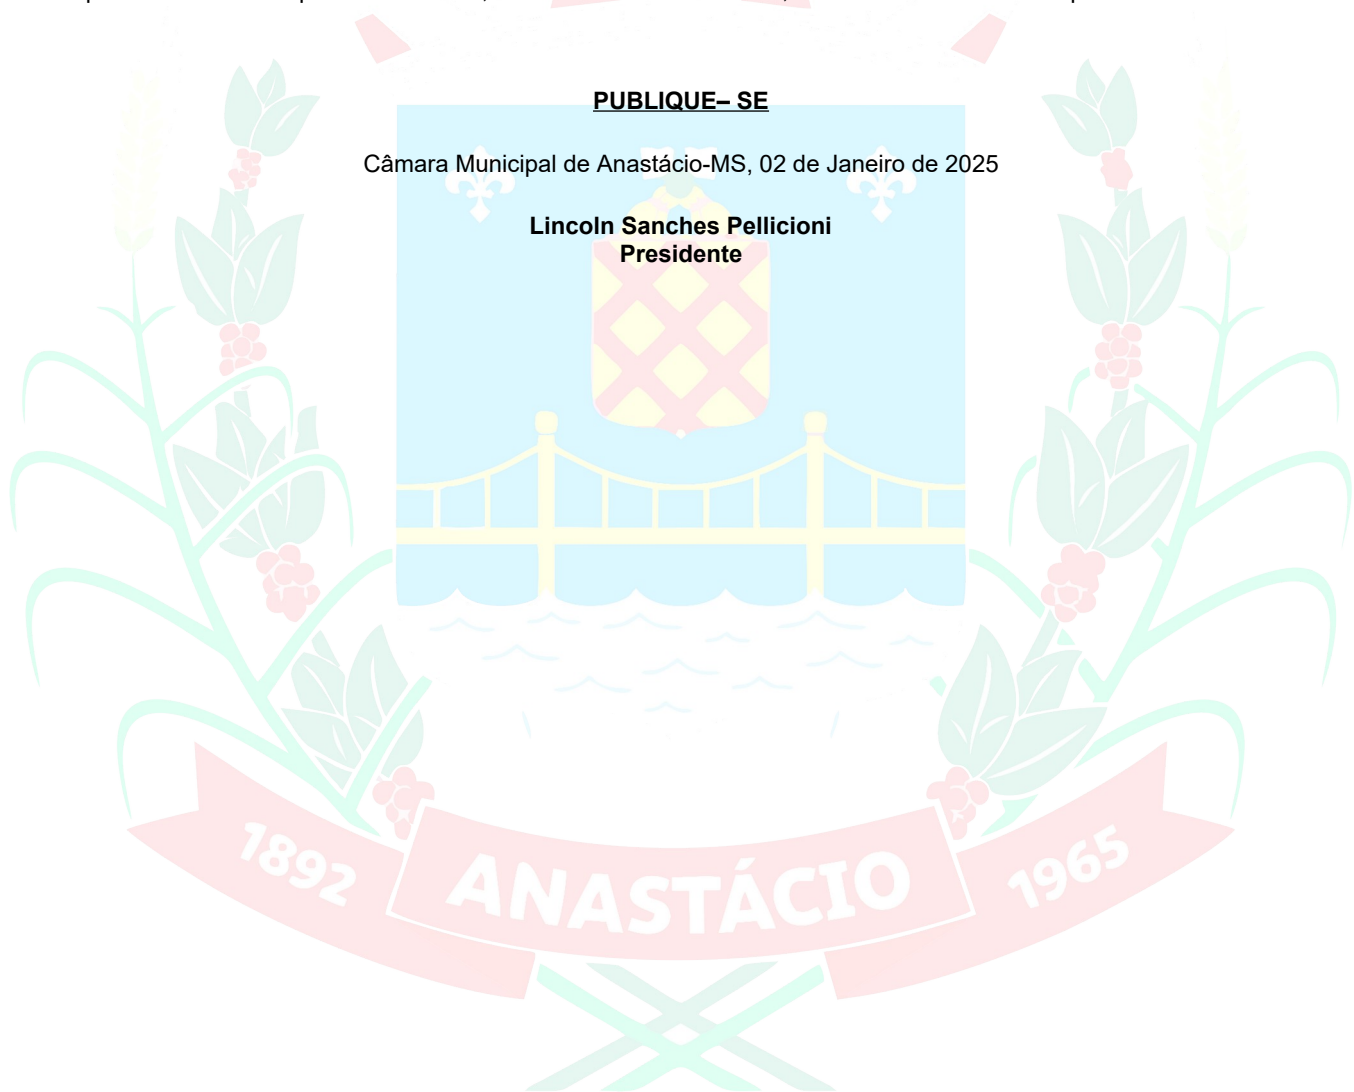 PUBLIQUE– SE
Câmara Municipal de Anastácio-MS, 02 de Janeiro de 2025
Lincoln Sanches Pellicioni
Presidente
1892
ANASTÁCIO
1965